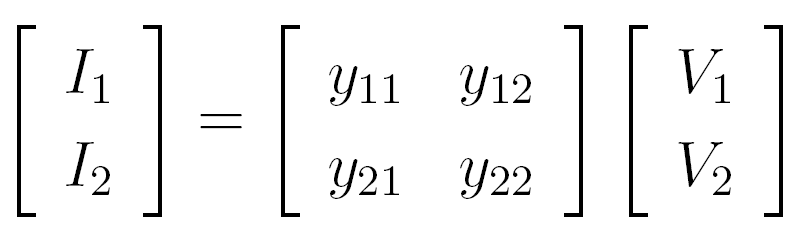 [ I₁ ] = [ y₁₁ y₁₂ ] [ V₁ ]
[ I₂ ]   [ y₂₁ y₂₂ ] [ V₂ ]